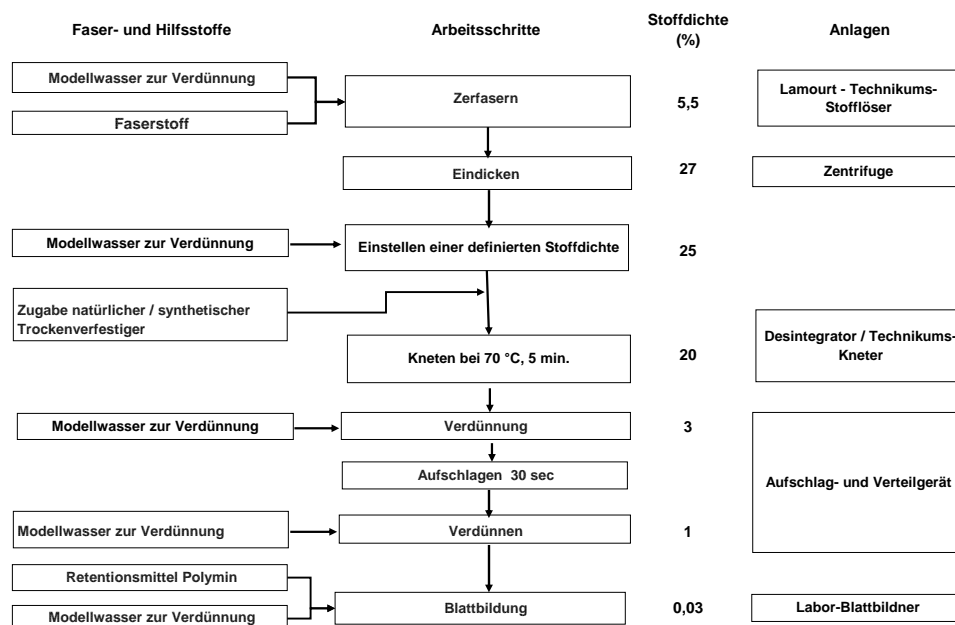 Faser- und Hilfsstoffe
Arbeitsschritte
Stoffdichte
(%)
Anlagen
Modellwasser zur Verdünnung
Faserstoff
Zerfasern
5,5
Lamourt - Technikums-
Stofflöser
Eindicken
27
Zentrifuge
Modellwasser zur Verdünnung
Einstellen einer definierten Stoffdichte
25
Zugabe natürlicher / synthetischer
Trockenverfestiger
Kneten bei 70 °C, 5 min.
20
Desintegrator / Technikums-
Kneter
Modellwasser zur Verdünnung
Verdünnung
3
Aufschlagen 30 sec
Aufschlag- und Verteilgerät
Modellwasser zur Verdünnung
Verdünnen
1
Retentionsmittel Polymin
Modellwasser zur Verdünnung
Blattbildung
0,03
Labor-Blattbildner